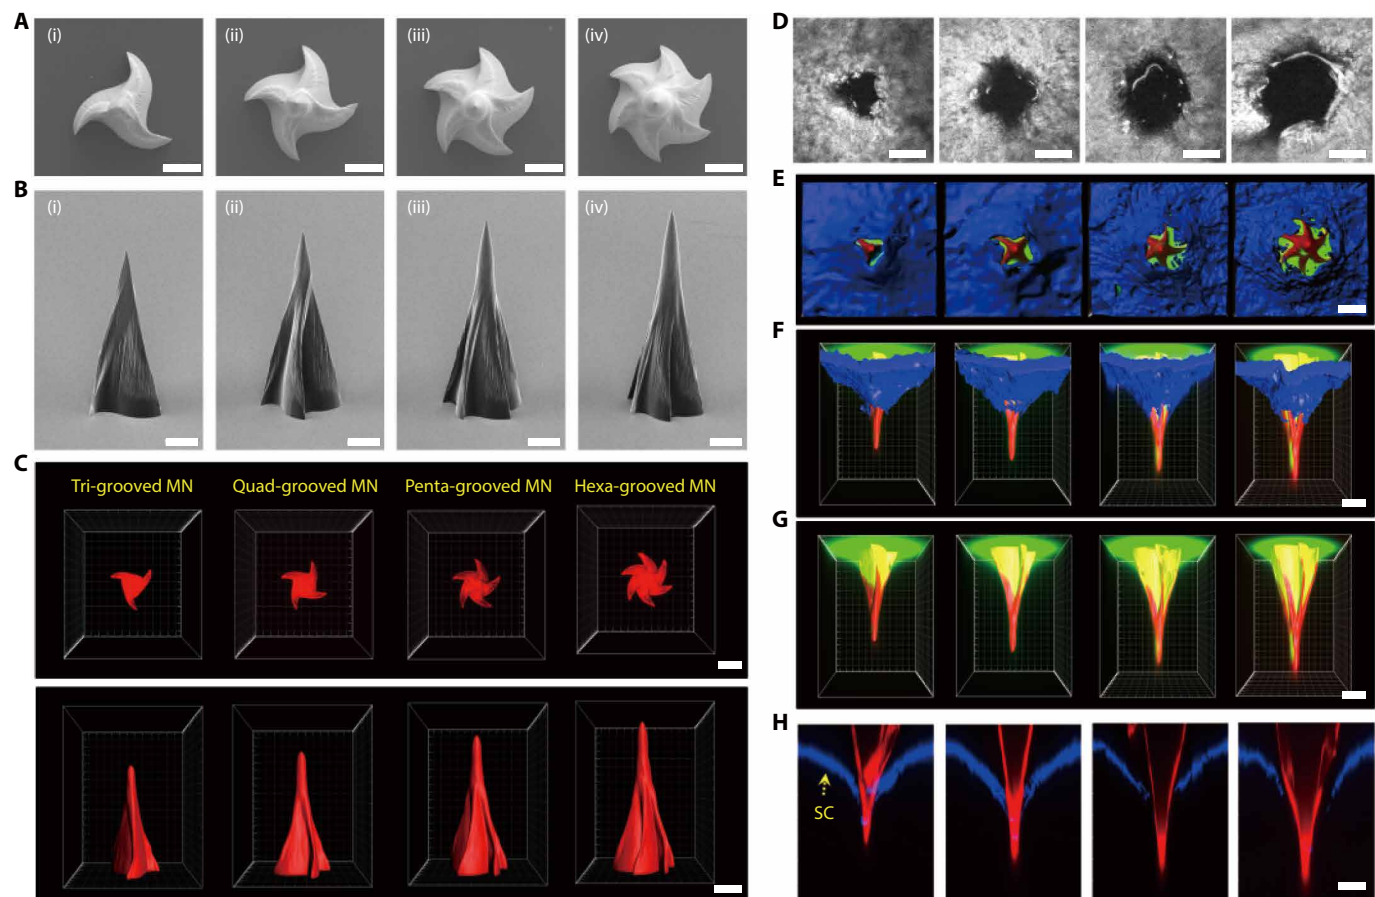 A
(i)
(ii)
(iii)
(iv)
B
(i)
(ii)
(iii)
(iv)
C
Tri-grooved MN
Quad-grooved MN
Penta-grooved MN
Hexa-grooved MN
D
E
F
G
H
SC